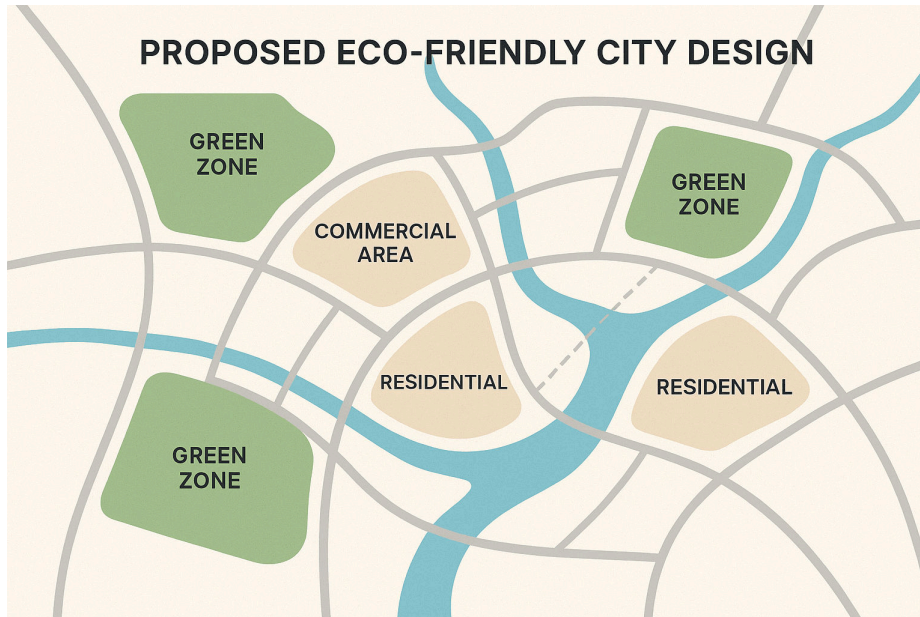 PROPOSED ECO-FRIENDLY CITY DESIGN
GREEN
ZONE
GREEN
ZONE
COMMERCIAL
AREA
RESIDENTIAL
RESIDENTIAL
GREEN
ZONE